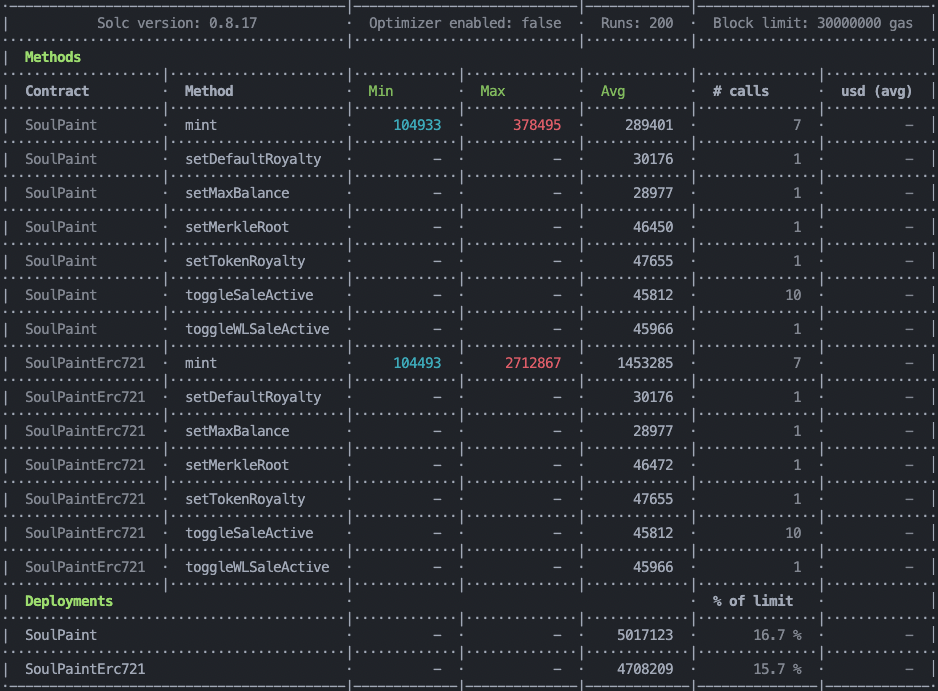 Solc version: 0.8.17 · Optimizer enabled: false · Runs: 200 · Block limit: 30000000 gas
Methods
Contract · Method · Min · Max · Avg · # calls · usd (avg)
SoulPaint · mint · 104933 · 378495 · 289401 · 7 · –
SoulPaint · setDefaultRoyalty · – · – · 30176 · 1 · –
SoulPaint · setMaxBalance · – · – · 28977 · 1 · –
SoulPaint · setMerkleRoot · – · – · 46450 · 1 · –
SoulPaint · setTokenRoyalty · – · – · 47655 · 1 · –
SoulPaint · toggleSaleActive · – · – · 45812 · 10 · –
SoulPaint · toggleWLSaleActive · – · – · 45966 · 1 · –
SoulPaintErc721 · mint · 104493 · 2712867 · 1453285 · 7 · –
SoulPaintErc721 · setDefaultRoyalty · – · – · 30176 · 1 · –
SoulPaintErc721 · setMaxBalance · – · – · 28977 · 1 · –
SoulPaintErc721 · setMerkleRoot · – · – · 46472 · 1 · –
SoulPaintErc721 · setTokenRoyalty · – · – · 47655 · 1 · –
SoulPaintErc721 · toggleSaleActive · – · – · 45812 · 10 · –
SoulPaintErc721 · toggleWLSaleActive · – · – · 45966 · 1 · –
Deployments · · % of limit ·
SoulPaint · – · – · 5017123 · 16.7 % · –
SoulPaintErc721 · – · – · 4708209 · 15.7 % · –